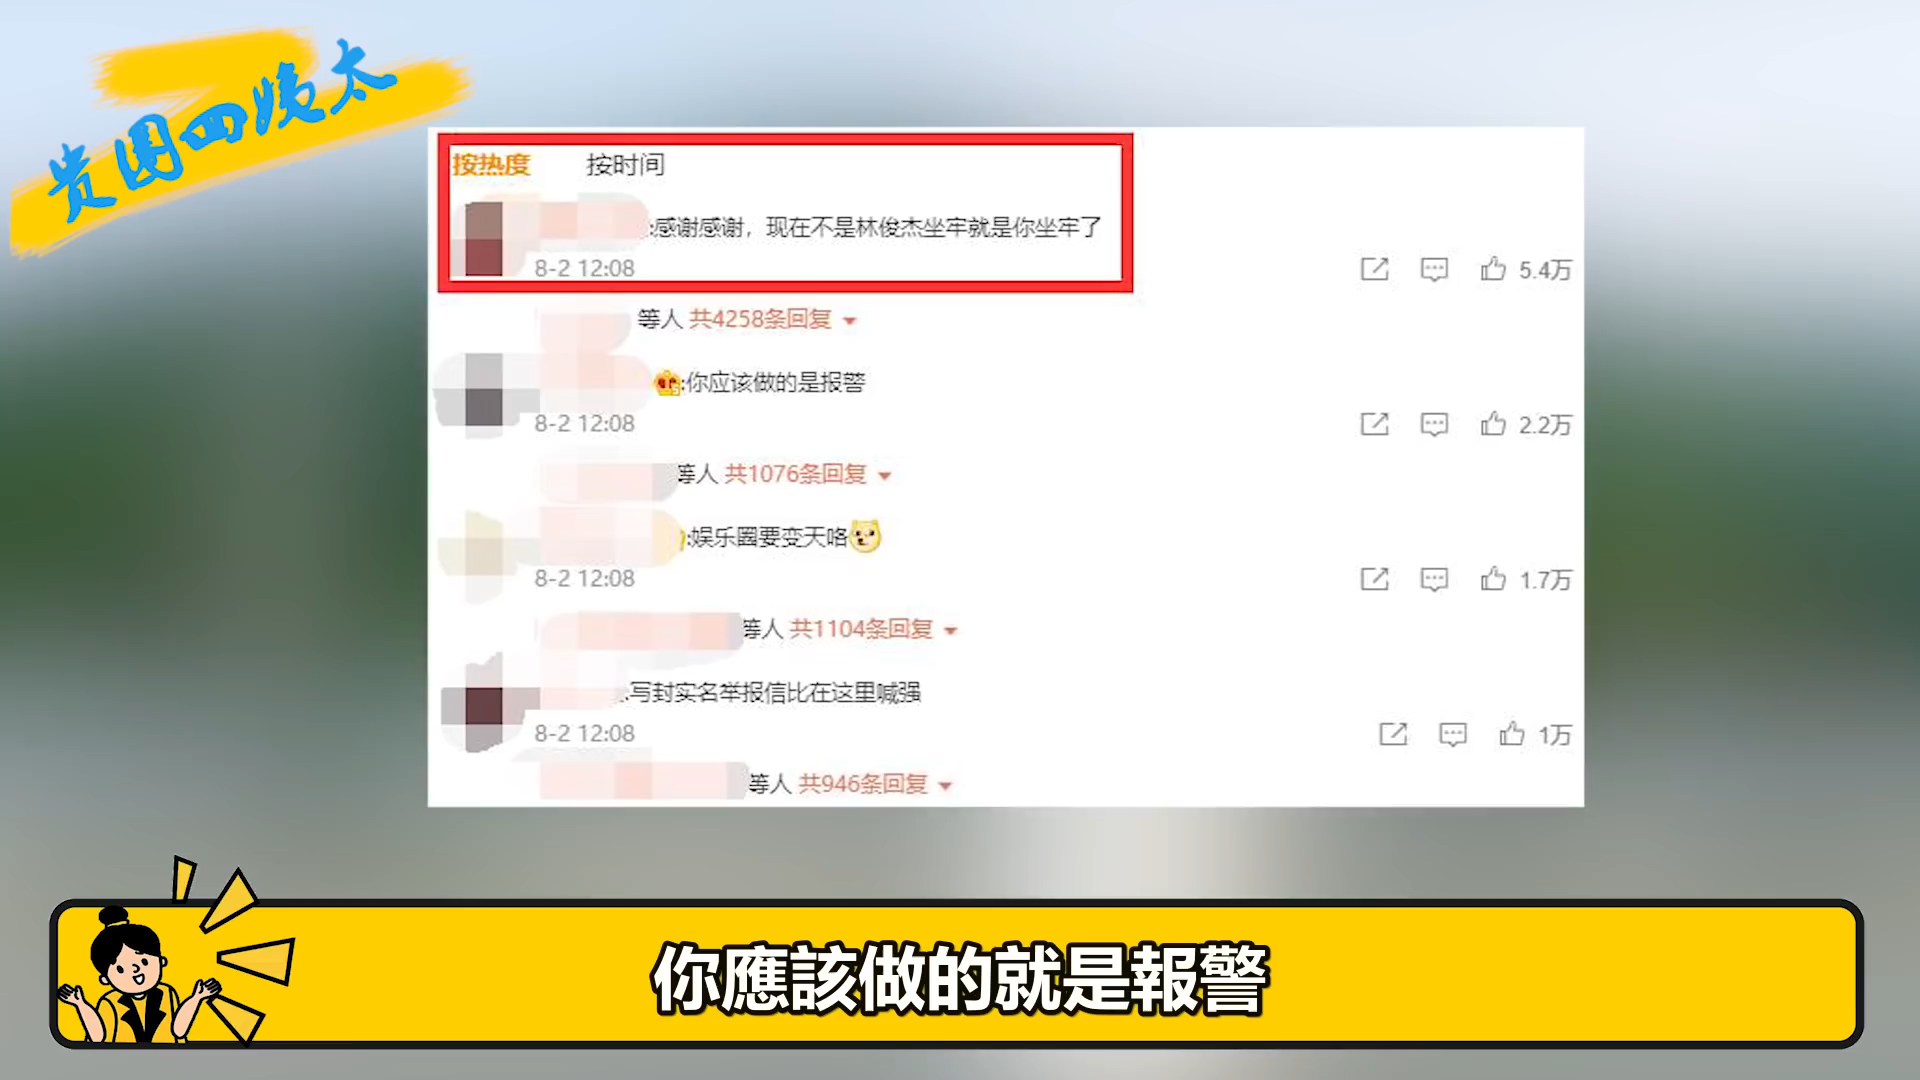 贵圈四姨太
按热度 按时间
:感谢感谢，现在不是林俊杰坐牢就是你坐牢了
8-2 12:08
5.4万
等人 共4258条回复
:你应该做的是报警
8-2 12:08
2.2万
等人 共1076条回复
:娱乐圈要变天咯
8-2 12:08
1.7万
等人 共1104条回复
:写封实名举报信比在这里喊强
8-2 12:08
1万
等人 共946条回复
你應該做的就是報警